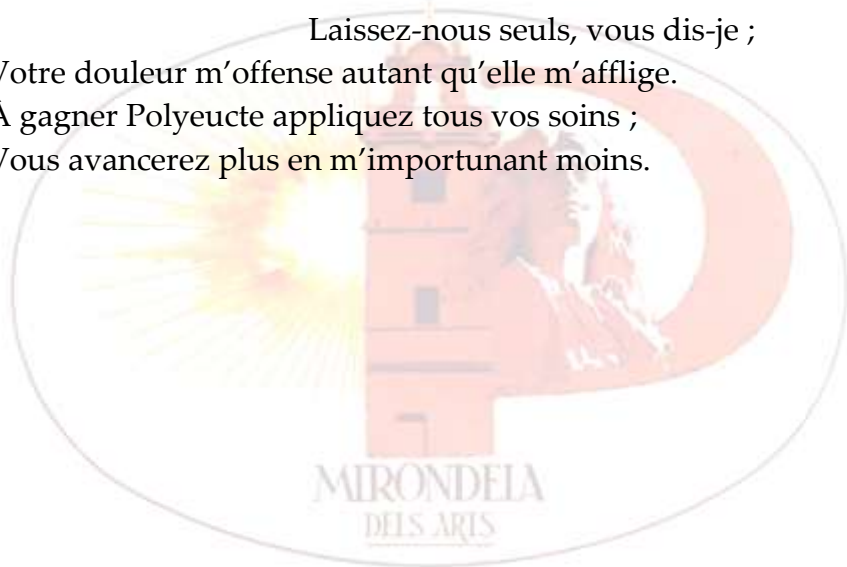 Laissez-nous seuls, vous dis-je ;
Votre douleur m’offense autant qu’elle m’afflige.
À gagner Polyeucte appliquez tous vos soins ;
Vous avancerez plus en m’importunant moins.
MIRONDELA
DELS ARTS